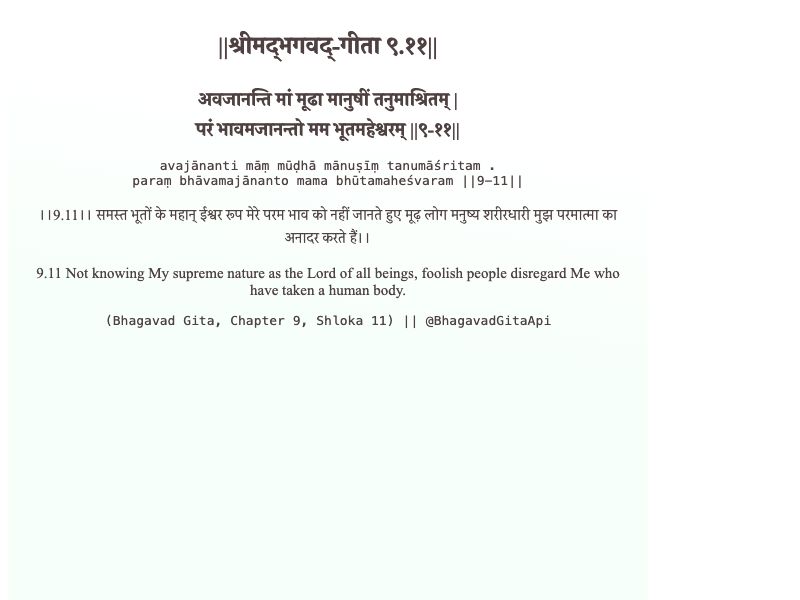 ||श्रीमद्‍भगवद्‍-गीता ९.११||
अवजानन्ति मां मूढा मानुषीं तनुमाश्रितम् |
परं भावमजानन्तो मम भूतमहेश्वरम् ||९-११||
avajānanti māṃ mūḍhā mānuṣīṃ tanumāśritam .
paraṃ bhāvamajānanto mama bhūtamaheśvaram ||9-11||
।।9.11।। समस्त भूतों के महान् ईश्वर रूप मेरे परम भाव को नहीं जानते हुए मूढ़ लोग मनुष्य शरीरधारी मुझ परमात्मा का
अनादर करते हैं।।
9.11 Not knowing My supreme nature as the Lord of all beings, foolish people disregard Me who
have taken a human body.
(Bhagavad Gita, Chapter 9, Shloka 11) || @BhagavadGitaApi